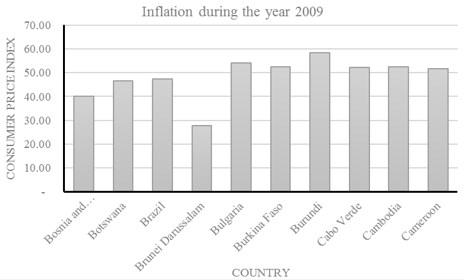 Inflation during the year 2009
CONSUMER PRICE INDEX
70.00
60.00
50.00
40.00
30.00
20.00
10.00
-
Bosnia and...
Botswana
Brazil
Brunei Darussalam
Bulgaria
Burkina Faso
Burundi
Cabo Verde
Cambodia
Cameroon
COUNTRY